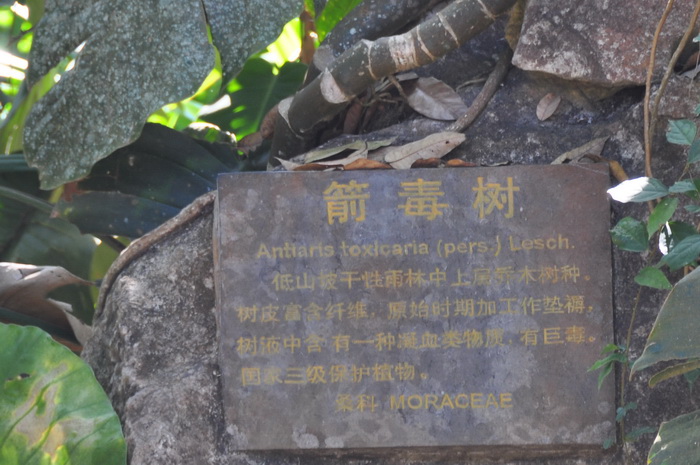 箭毒树
Antiaris toxicaria (pers.) Lesch.
低山坡干性雨林中上层乔木树种。
树皮富含纤维，原始时期加工作垫褥，
树液中含有一种凝血类物质，有巨毒。
国家三级保护植物。
桑科 MORACEAE